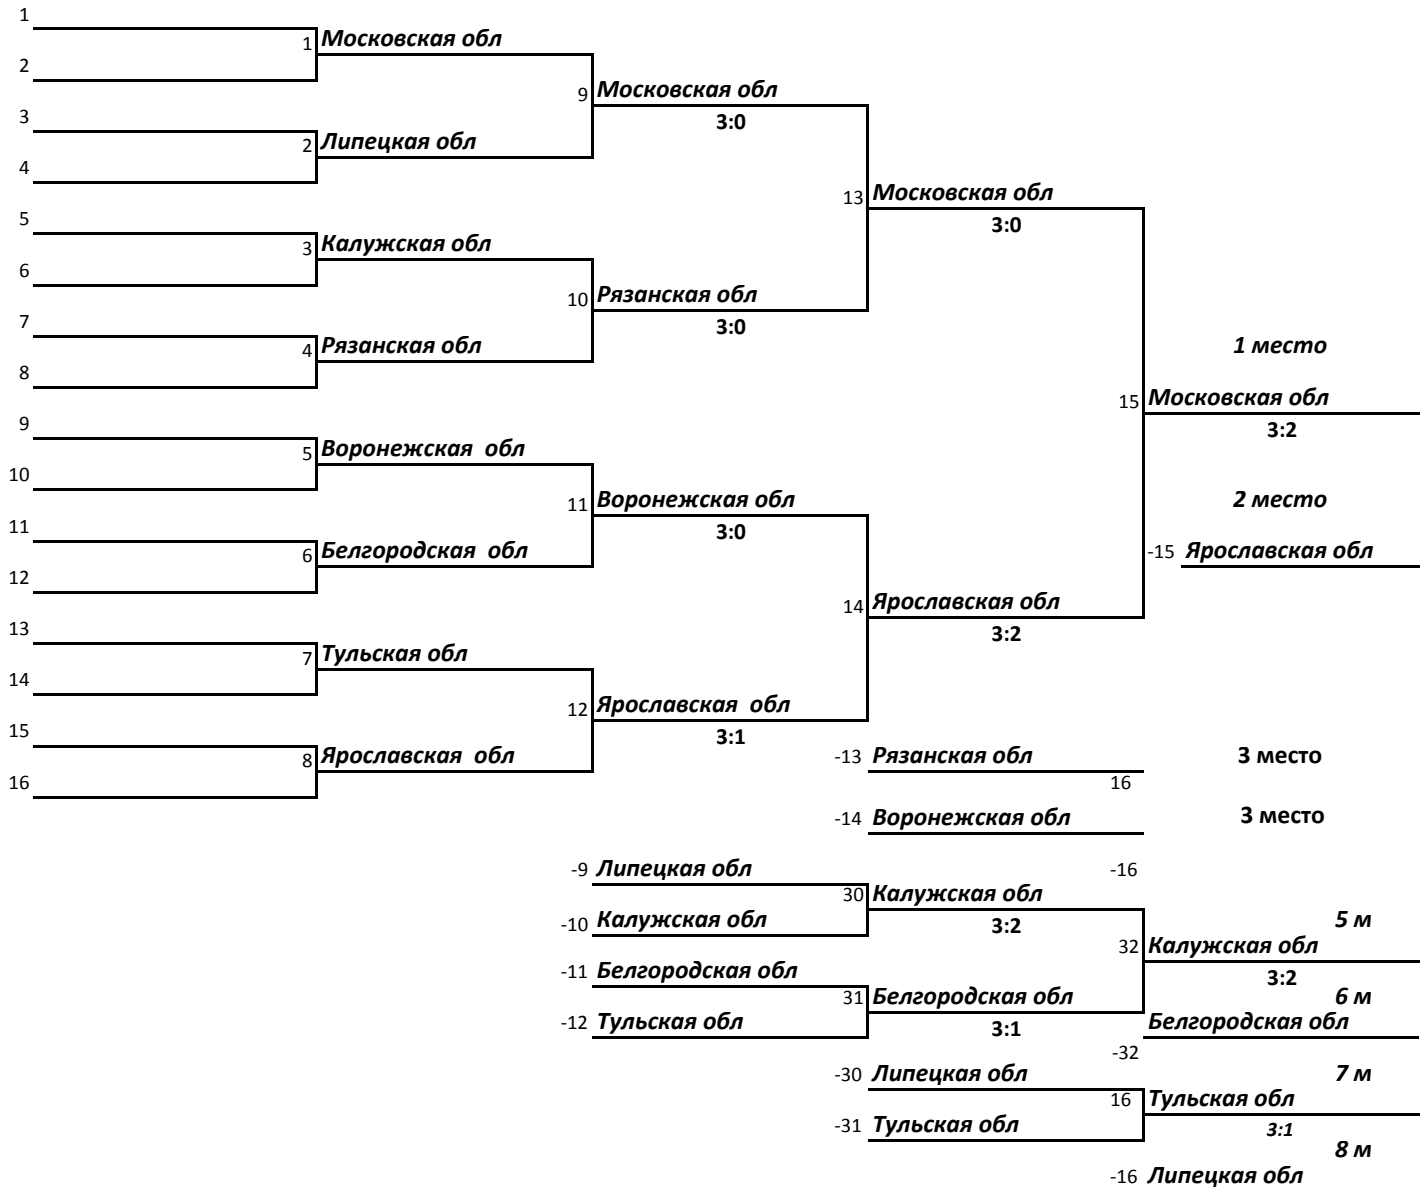 1
1 Московская обл
2
9 Московская обл
3:0
3
2 Липецкая обл
4
13 Московская обл
3:0
5
3 Калужская обл
6
10 Рязанская обл
3:0
7
4 Рязанская обл
8
1 место
15 Московская обл
3:2
9
5 Воронежская обл
10
11 Воронежская обл
3:0
2 место
11
6 Белгородская обл
12
-15 Ярославская обл
14 Ярославская обл
3:2
13
7 Тульская обл
14
12 Ярославская обл
3:1
15
8 Ярославская обл
16
-13 Рязанская обл 3 место
16
-14 Воронежская обл 3 место
-9 Липецкая обл -16
30 Калужская обл
3:2
-10 Калужская обл 5 м
32 Калужская обл
3:2
-11 Белгородская обл
31 Белгородская обл 6 м
3:1
-12 Тульская обл Белгородская обл
-32
-30 Липецкая обл 7 м
16 Тульская обл
3:1
-31 Тульская обл
8 м
-16 Липецкая обл